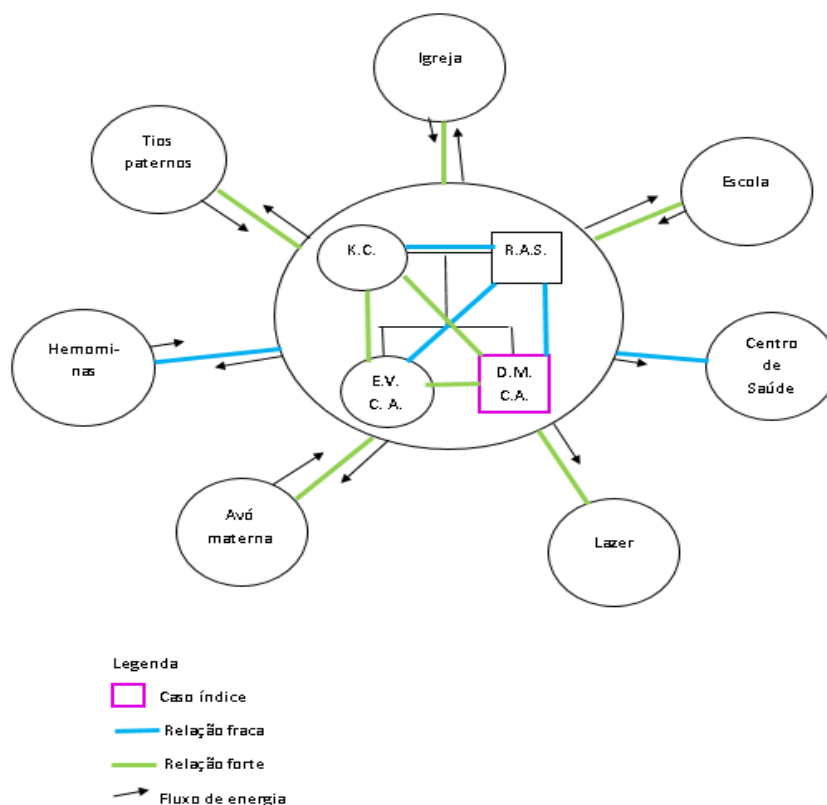 Igreja
Tios
paternos
Escola
K.C.
R.A.S.
Hemomi-
nas
Centro
de
Saúde
E.V.
C. A.
D.M.
C.A.
Avó
materna
Lazer
Legenda
Caso índice
Relação fraca
Relação forte
Fluxo de energia